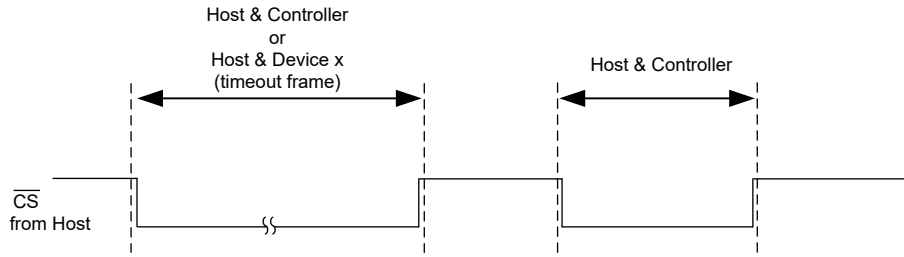 Host & Controller
or
Host & Device x
(timeout frame)
Host & Controller
CS
from Host